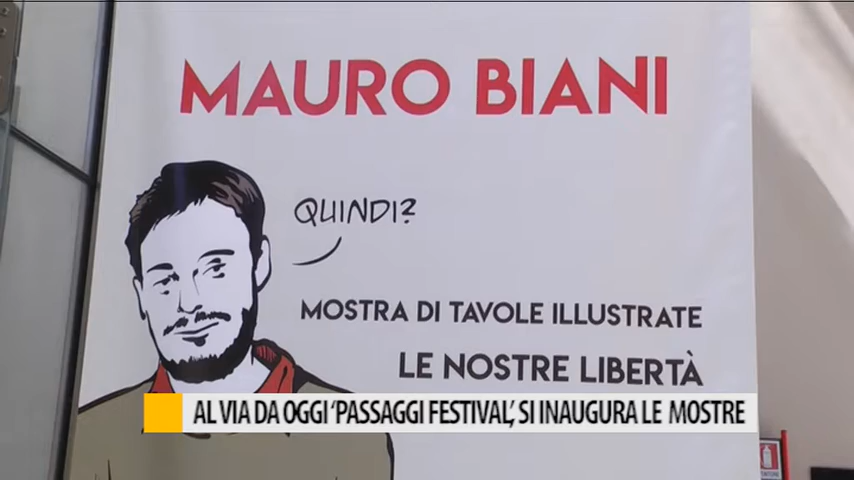 MAURO BIANI
QUINDI?
MOSTRA DI TAVOLE ILLUSTRATE
LE NOSTRE LIBERTÀ
AL VIA DA OGGI 'PASSAGGI FESTIVAL', SI INAUGURA LE MOSTRE